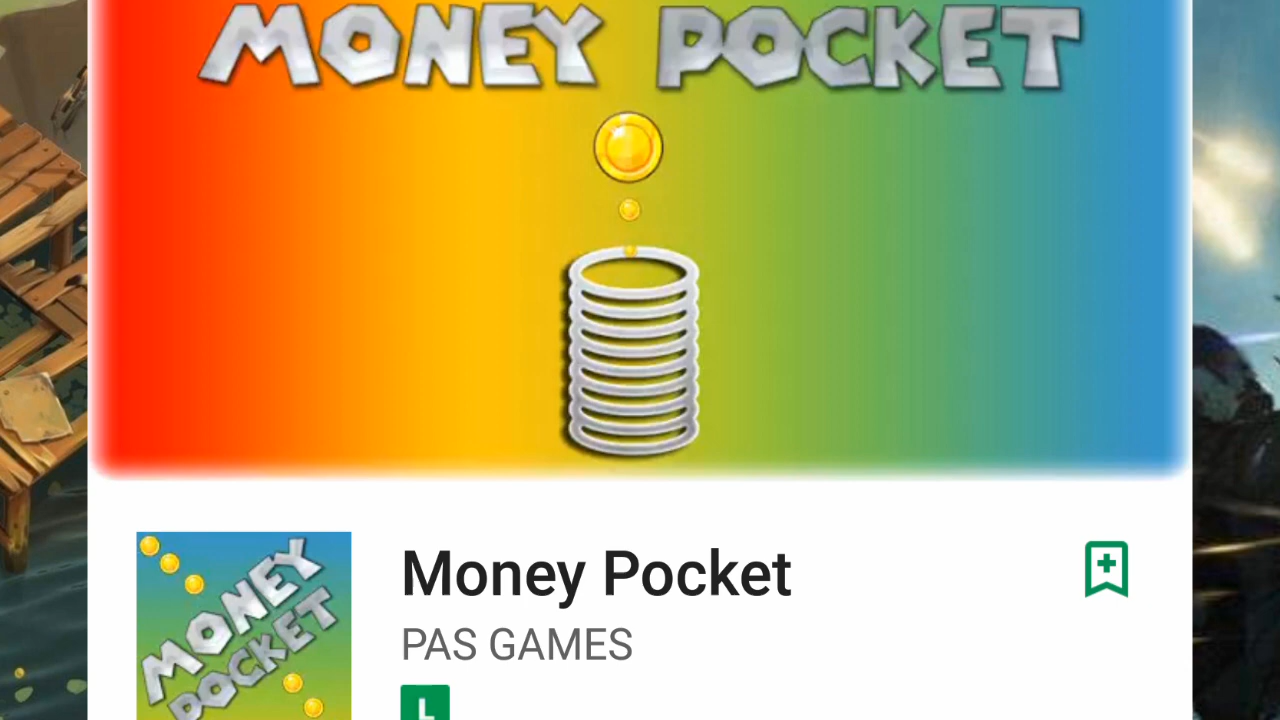 MONEY POCKET
MONEY
POCKET
Money Pocket
PAS GAMES
L